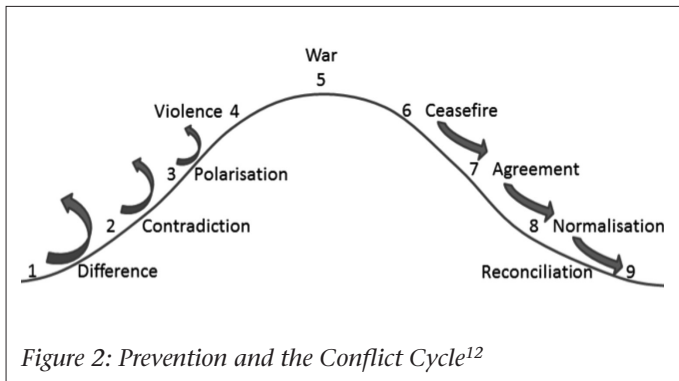 War
5
Violence 4
6 Ceasefire
3 Polarisation
7 Agreement
2 Contradiction
8 Normalisation
1 Difference
Reconciliation 9
Figure 2: Prevention and the Conflict Cycle12